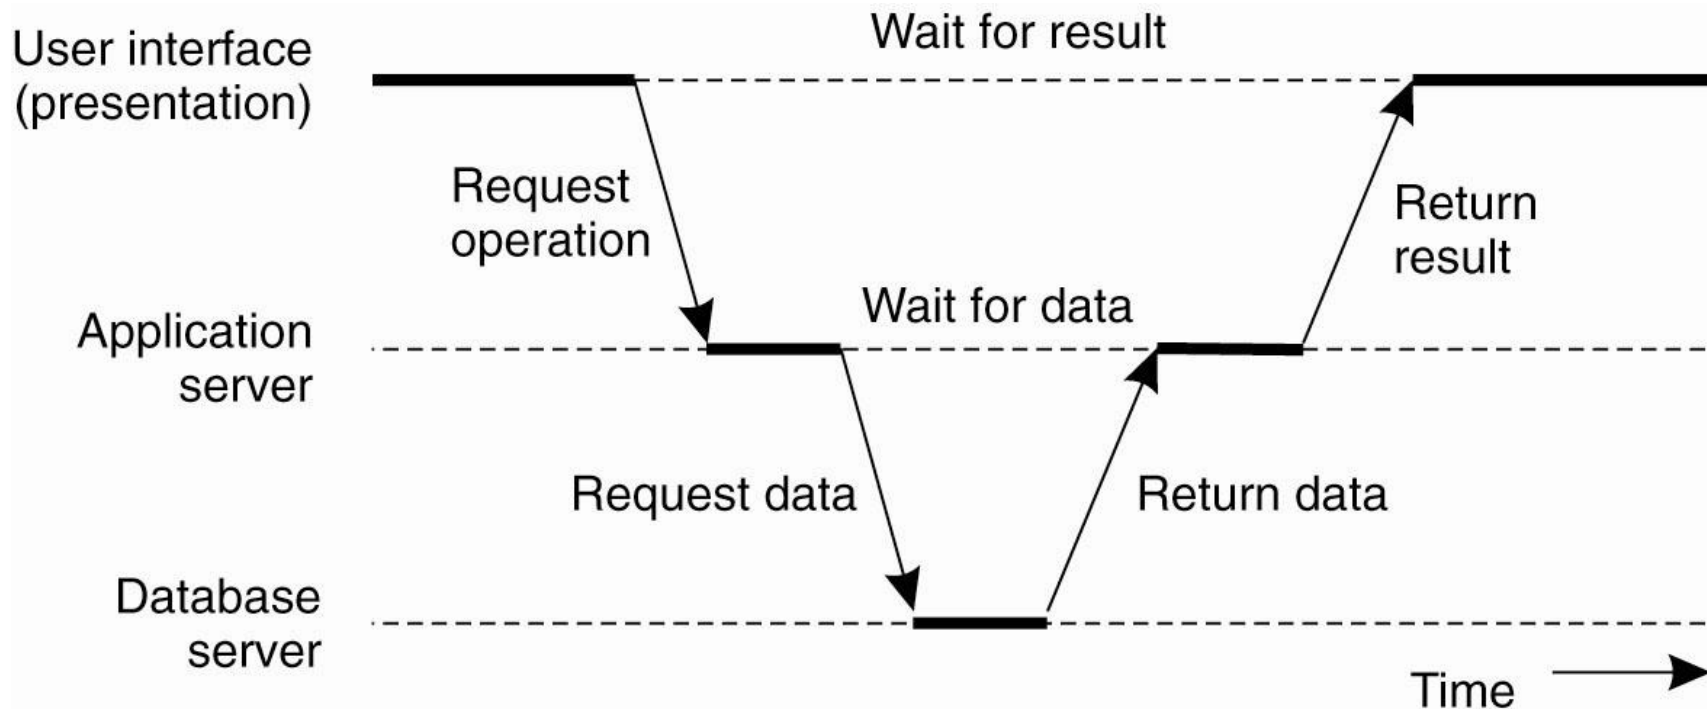 Wait for result
User interface
(presentation)
Request
operation
Return
result
Wait for data
Application
server
Request data
Return data
Database
server
Time